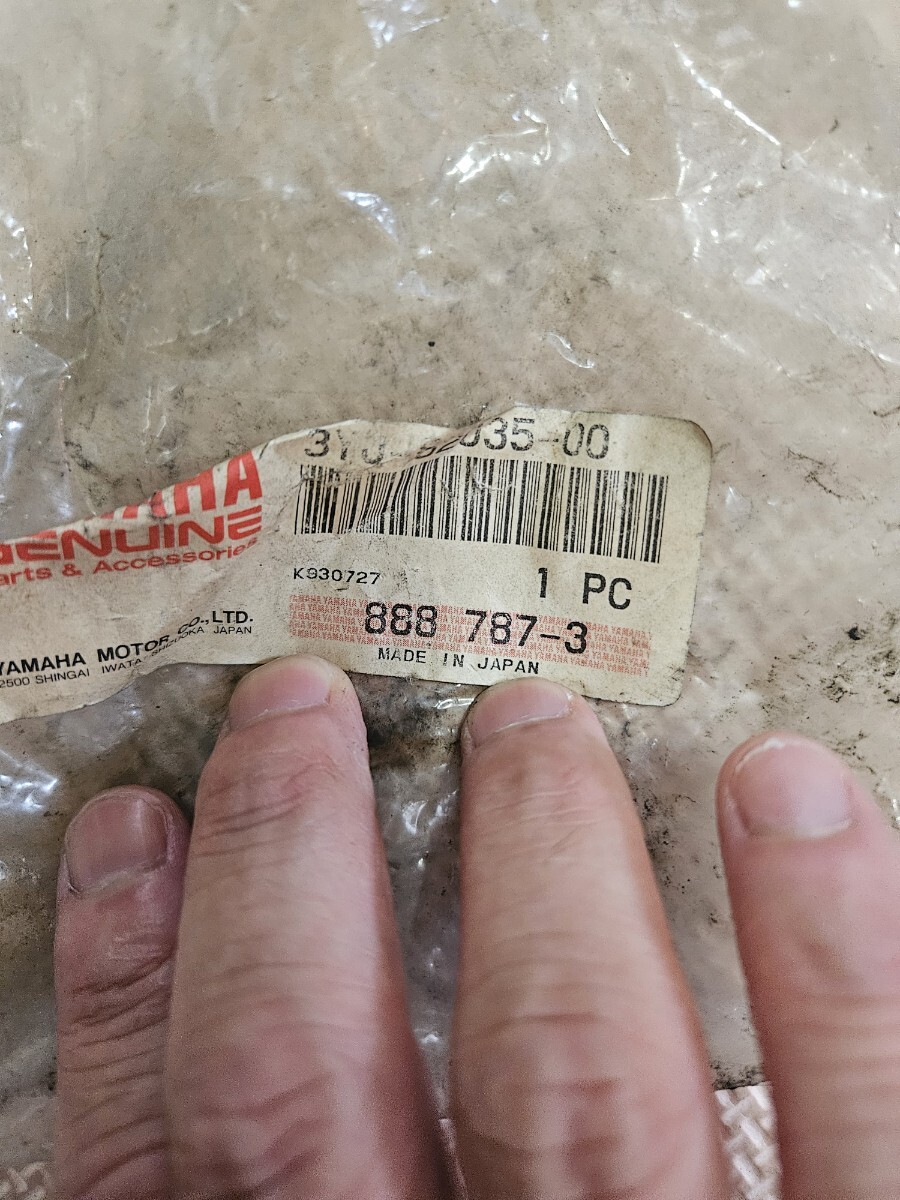 GENUINE
Parts & Accessories
YAMAHA MOTOR CO.,LTD.
2500 SHINGAI IWATA SHIZUOKA JAPAN
K930727
1 PC
888 787-3
MADE IN JAPAN